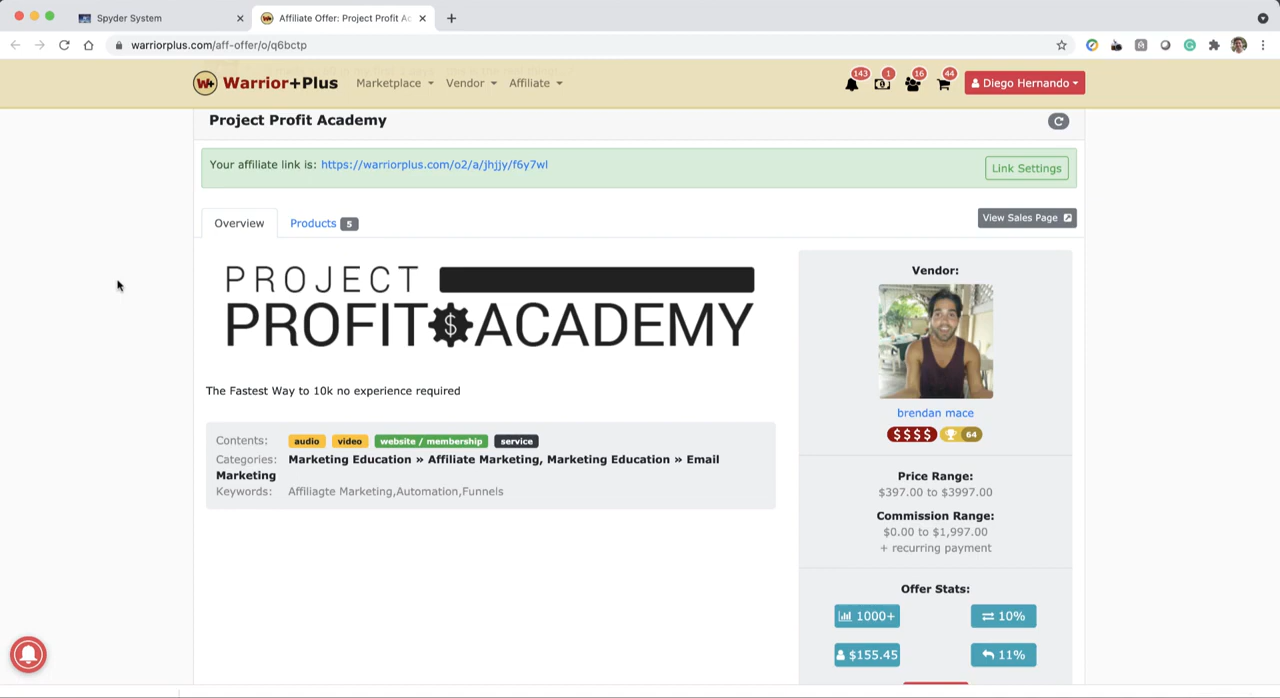 Spyder System
Affiliate Offer: Project Profit Ac
warriorplus.com/aff-offer/o/q6bctp
W+ Warrior+Plus Marketplace Vendor Affiliate 143 1 16 44 Diego Hernando
Project Profit Academy
Your affiliate link is: https://warriorplus.com/o2/a/jhjjy/f6y7wl Link Settings
Overview Products 5 View Sales Page
PROJECT
PROFIT $ ACADEMY
The Fastest Way to 10k no experience required
Contents: audio video website / membership service
Categories: Marketing Education » Affiliate Marketing, Marketing Education » Email
Marketing
Keywords: Affiliagte Marketing,Automation,Funnels
Vendor:
brendan mace
$$$$ 64
Price Range:
$397.00 to $3997.00
Commission Range:
$0.00 to $1,997.00
+ recurring payment
Offer Stats:
1000+ 10%
$155.45 11%